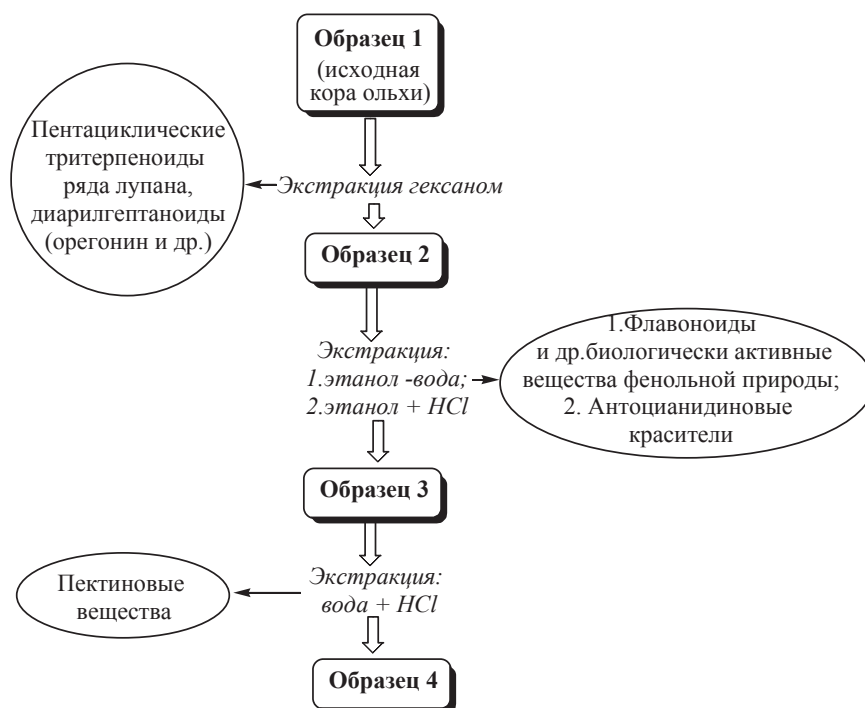 Образец 1
(исходная
кора ольхи)
Пентациклические
тритерпеноиды
ряда лупана,
диарилгептаноиды
(орегонин и др.)
Экстракция гексаном
Образец 2
Экстракция:
1.этанол -вода;
2.этанол + HCl
1.Флавоноиды
и др.биологически активные
вещества фенольной природы;
2. Антоцианидиновые
красители
Образец 3
Экстракция:
вода + HCl
Пектиновые
вещества
Образец 4